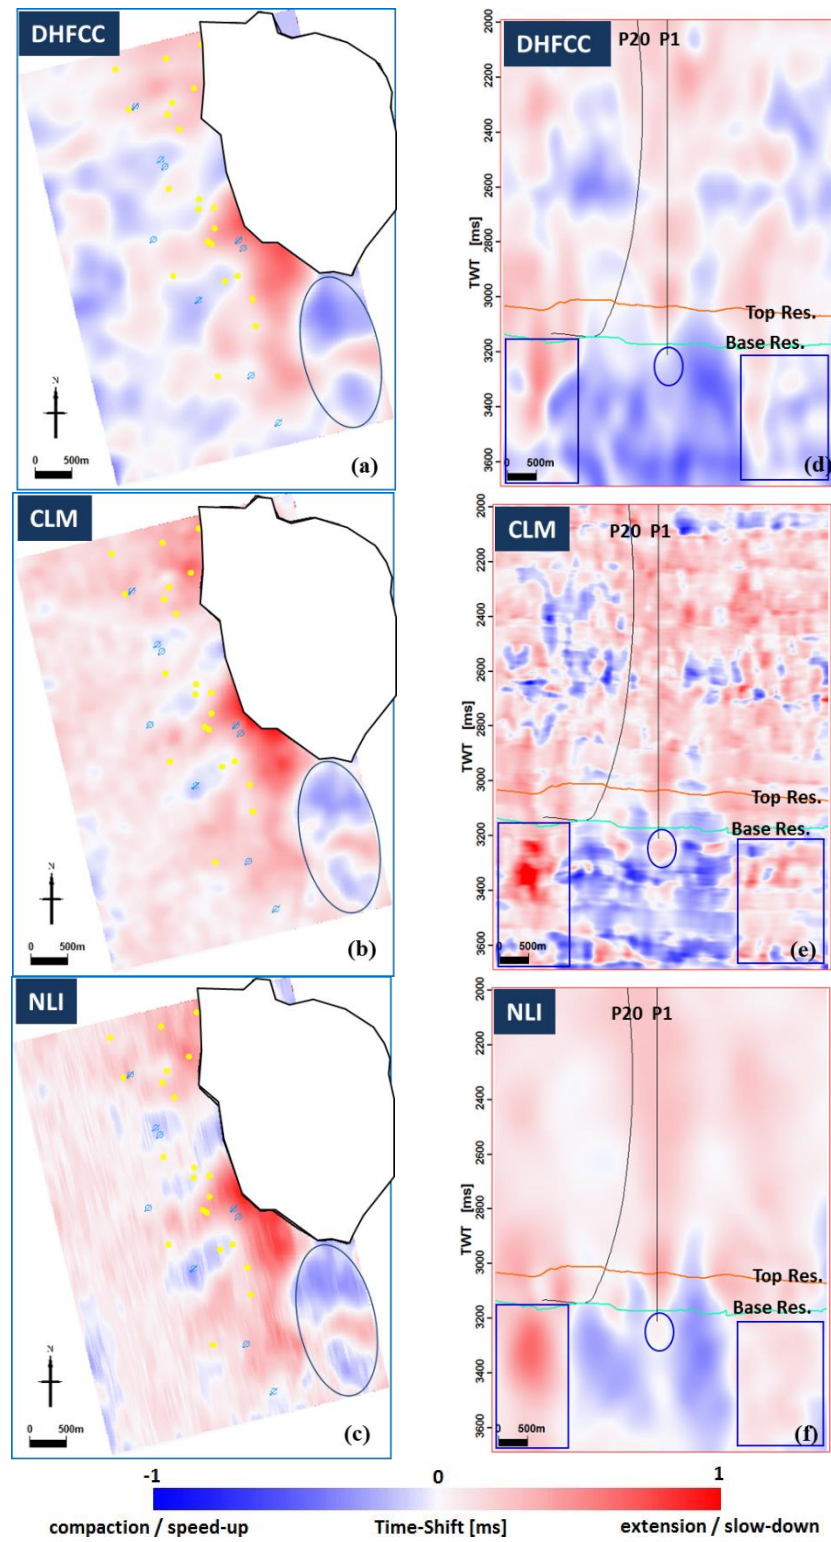 DHFCC
N
0 500m
(a)
DHFCC
P20 P1
TWT [ms]
2000
2200
2400
2600
2800
3000
3200
3400
3600
Top Res.
Base Res.
0 500m
(d)
CLM
N
0 500m
(b)
CLM
P20 P1
TWT [ms]
2000
2200
2400
2600
2800
3000
3200
3400
3600
Top Res.
Base Res.
0 500m
(e)
NLI
N
0 500m
(c)
NLI
P20 P1
TWT [ms]
2000
2200
2400
2600
2800
3000
3200
3400
3600
Top Res.
Base Res.
0 500m
(f)
-1 0 1
compaction / speed-up Time-Shift [ms] extension / slow-down